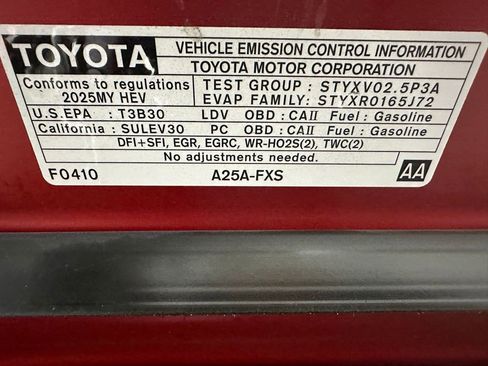 TOYOTA
VEHICLE EMISSION CONTROL INFORMATION
TOYOTA MOTOR CORPORATION
Conforms to regulations
2025MY HEV
TEST GROUP : STYXV02.5P3A
EVAP FAMILY: STYXR0165J72
U.S.EPA : T3B30 LDV OBD : CAII Fuel : Gasoline
California : SULEV30 PC OBD : CAII Fuel : Gasoline
DFI+SFI, EGR, EGRC, WR-HO2S(2), TWC(2)
No adjustments needed.
F0410 A25A-FXS AA